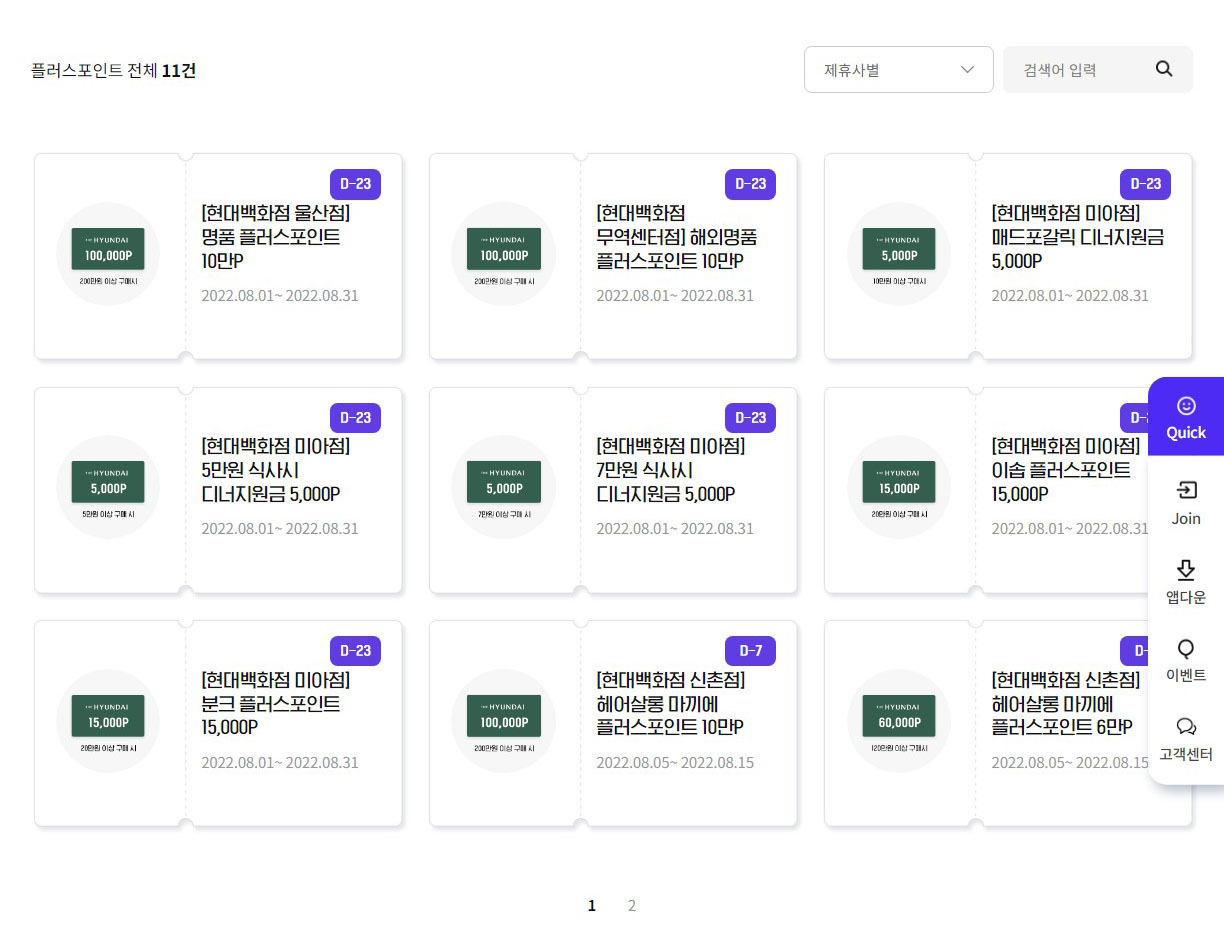 플러스포인트 전체 11건
제휴사별
검색어 입력
D-23
[현대백화점 울산점]
명품 플러스포인트
10만P
2022.08.01~ 2022.08.31
THE HYUNDAI
100,000P
200만원 이상 구매시
D-23
[현대백화점
무역센터점] 해외명품
플러스포인트 10만P
2022.08.01~ 2022.08.31
THE HYUNDAI
100,000P
200만원 이상 구매 시
D-23
[현대백화점 미아점]
매드포갈릭 디너지원금
5,000P
2022.08.01~ 2022.08.31
THE HYUNDAI
5,000P
10만원 이상 구매시
D-23
[현대백화점 미아점]
5만원 식사시
디너지원금 5,000P
2022.08.01~ 2022.08.31
THE HYUNDAI
5,000P
5만원 이상 구매 시
D-23
[현대백화점 미아점]
7만원 식사시
디너지원금 5,000P
2022.08.01~ 2022.08.31
THE HYUNDAI
5,000P
7만원 이상 구매 시
[현대백화점 미아점]
이솝 플러스포인트
15,000P
2022.08.01~ 2022.08.31
THE HYUNDAI
15,000P
20만원 이상 구매 시
D-23
[현대백화점 미아점]
분크 플러스포인트
15,000P
2022.08.01~ 2022.08.31
THE HYUNDAI
15,000P
20만원 이상 구매 시
D-7
[현대백화점 신촌점]
헤어살롱 마끼에
플러스포인트 10만P
2022.08.05~ 2022.08.15
THE HYUNDAI
100,000P
200만원 이상 구매 시
D-
[현대백화점 신촌점]
헤어살롱 마끼에
플러스포인트 6만P
2022.08.05~ 2022.08.15
THE HYUNDAI
60,000P
120만원 이상 구매시
Quick
Join
앱다운
이벤트
고객센터
1
2